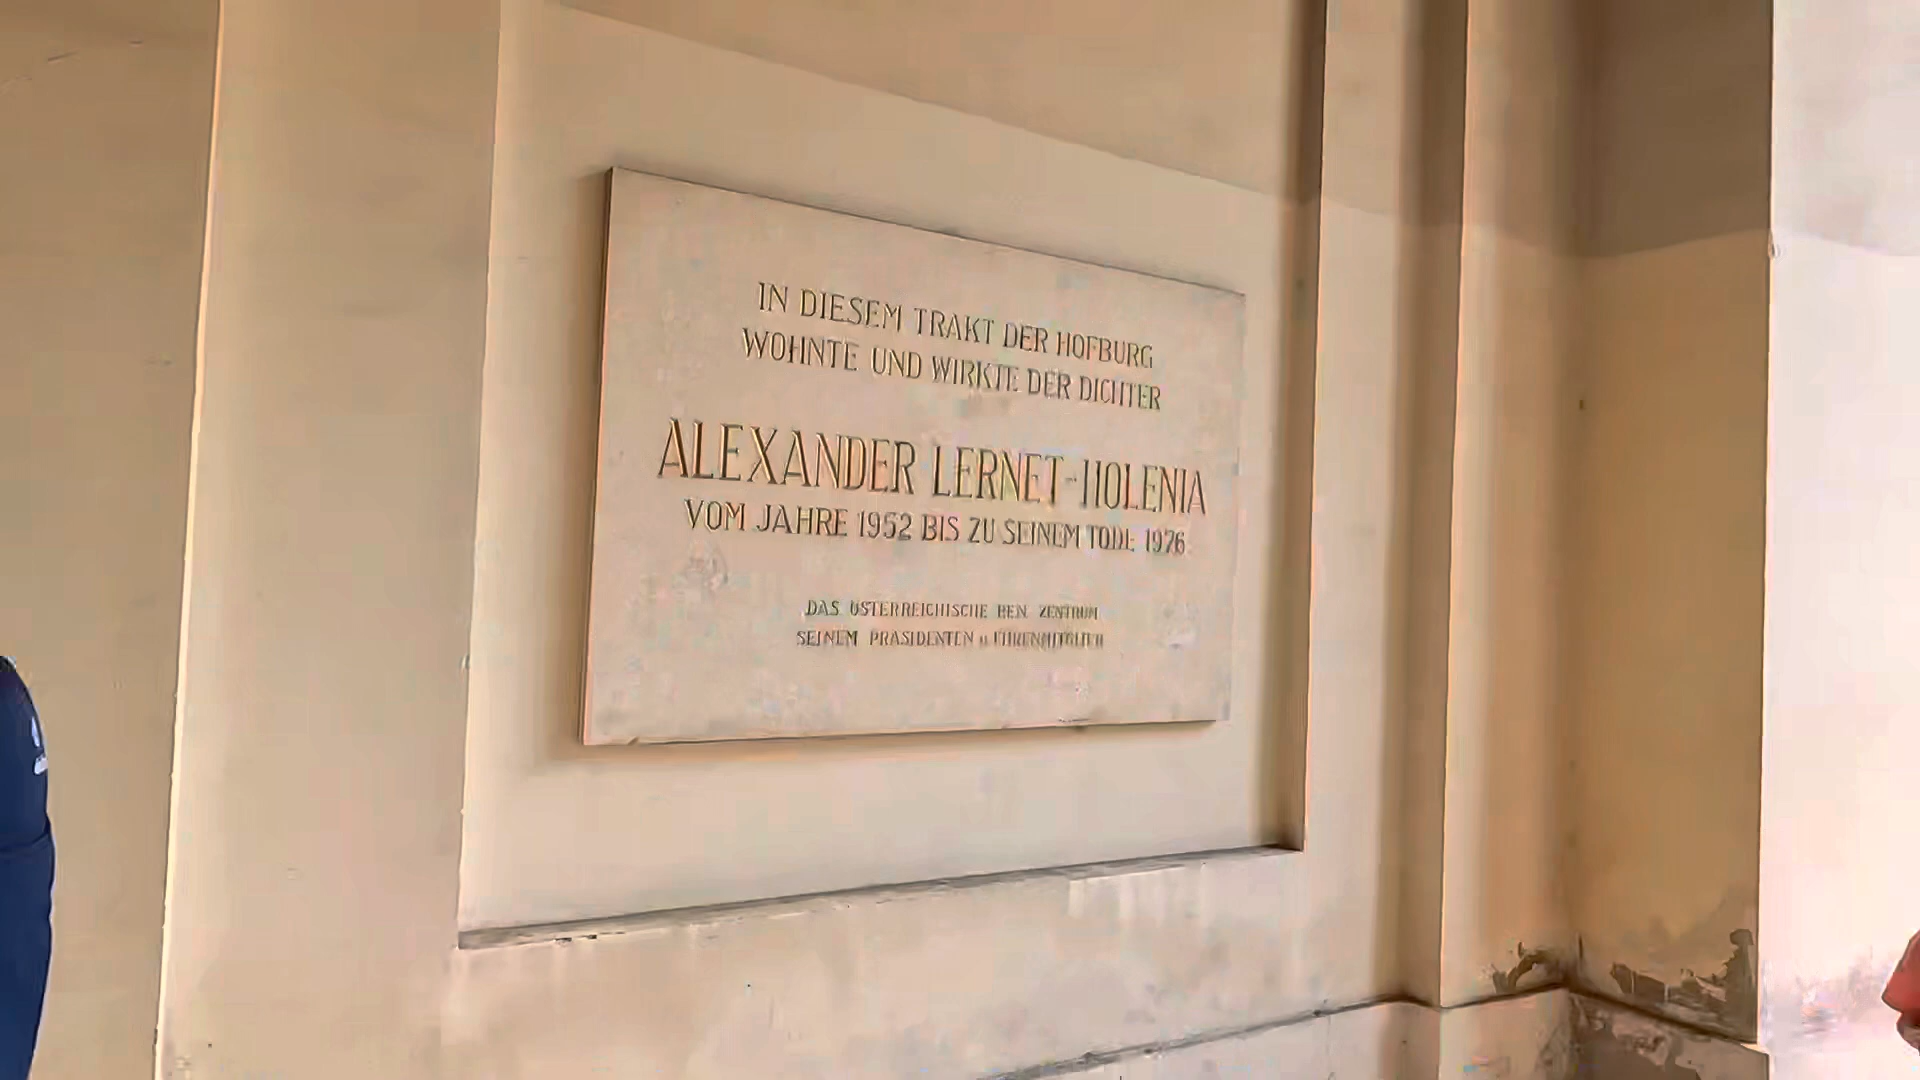 IN DIESEM TRAKT DER HOFBURG
WOHNTE UND WIRKTE DER DICHTER
ALEXANDER LERNET-HOLENIA
VOM JAHRE 1952 BIS ZU SEINEM TODE 1976
DAS ÖSTERREICHISCHE ZENTRUM
SEINEM PRÄSIDENTEN U EHRENMITGLIED